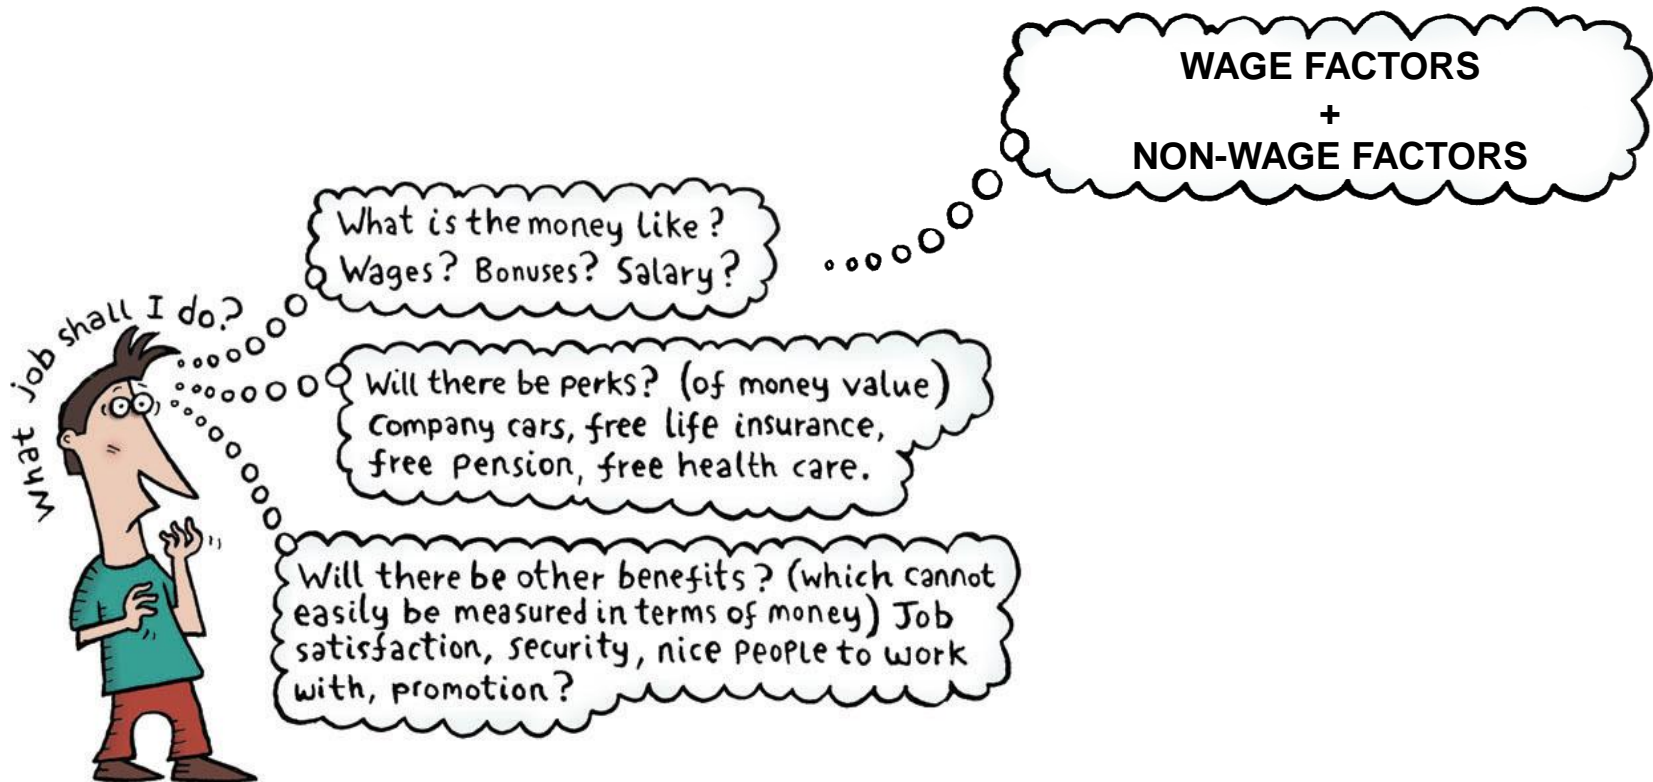 WAGE FACTORS
+
NON-WAGE FACTORS
What job shall I do?
What is the money like?
Wages? Bonuses? Salary?
Will there be perks? (of money value)
Company cars, free life insurance,
free pension, free health care.
Will there be other benefits? (which cannot
easily be measured in terms of money) Job
satisfaction, security, nice people to work
with, promotion?